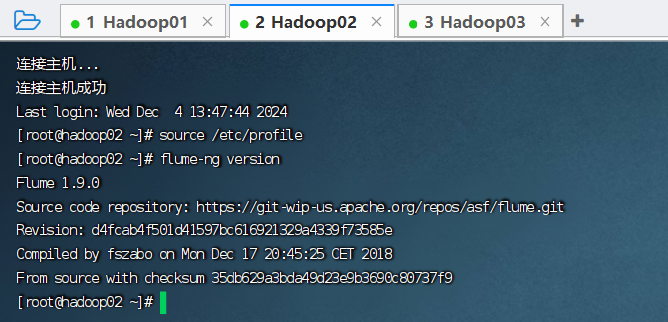 1 Hadoop01 × 2 Hadoop02 × 3 Hadoop03 × +
连接主机...
连接主机成功
Last login: Wed Dec  4 13:47:44 2024
[root@hadoop02 ~]# source /etc/profile
[root@hadoop02 ~]# flume-ng version
Flume 1.9.0
Source code repository: https://git-wip-us.apache.org/repos/asf/flume.git
Revision: d4fcab4f501d41597bc616921329a4339f73585e
Compiled by fszabo on Mon Dec 17 20:45:25 CET 2018
From source with checksum 35db629a3bda49d23e9b3690c80737f9
[root@hadoop02 ~]#